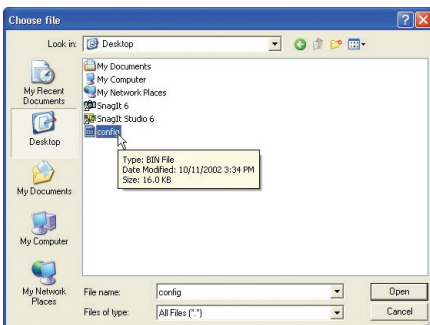 Choose file
Look in: Desktop
My Recent
Documents
Desktop
My Documents
My Computer
My Network
Places
My Documents
My Computer
My Network Places
SnagIt 6
SnagIt Studio 6
config
Type: BIN File
Date Modified: 10/11/2002 3:34 PM
Size: 16.0 KB
File name: config
Open
Files of type: All Files (*.*)
Cancel